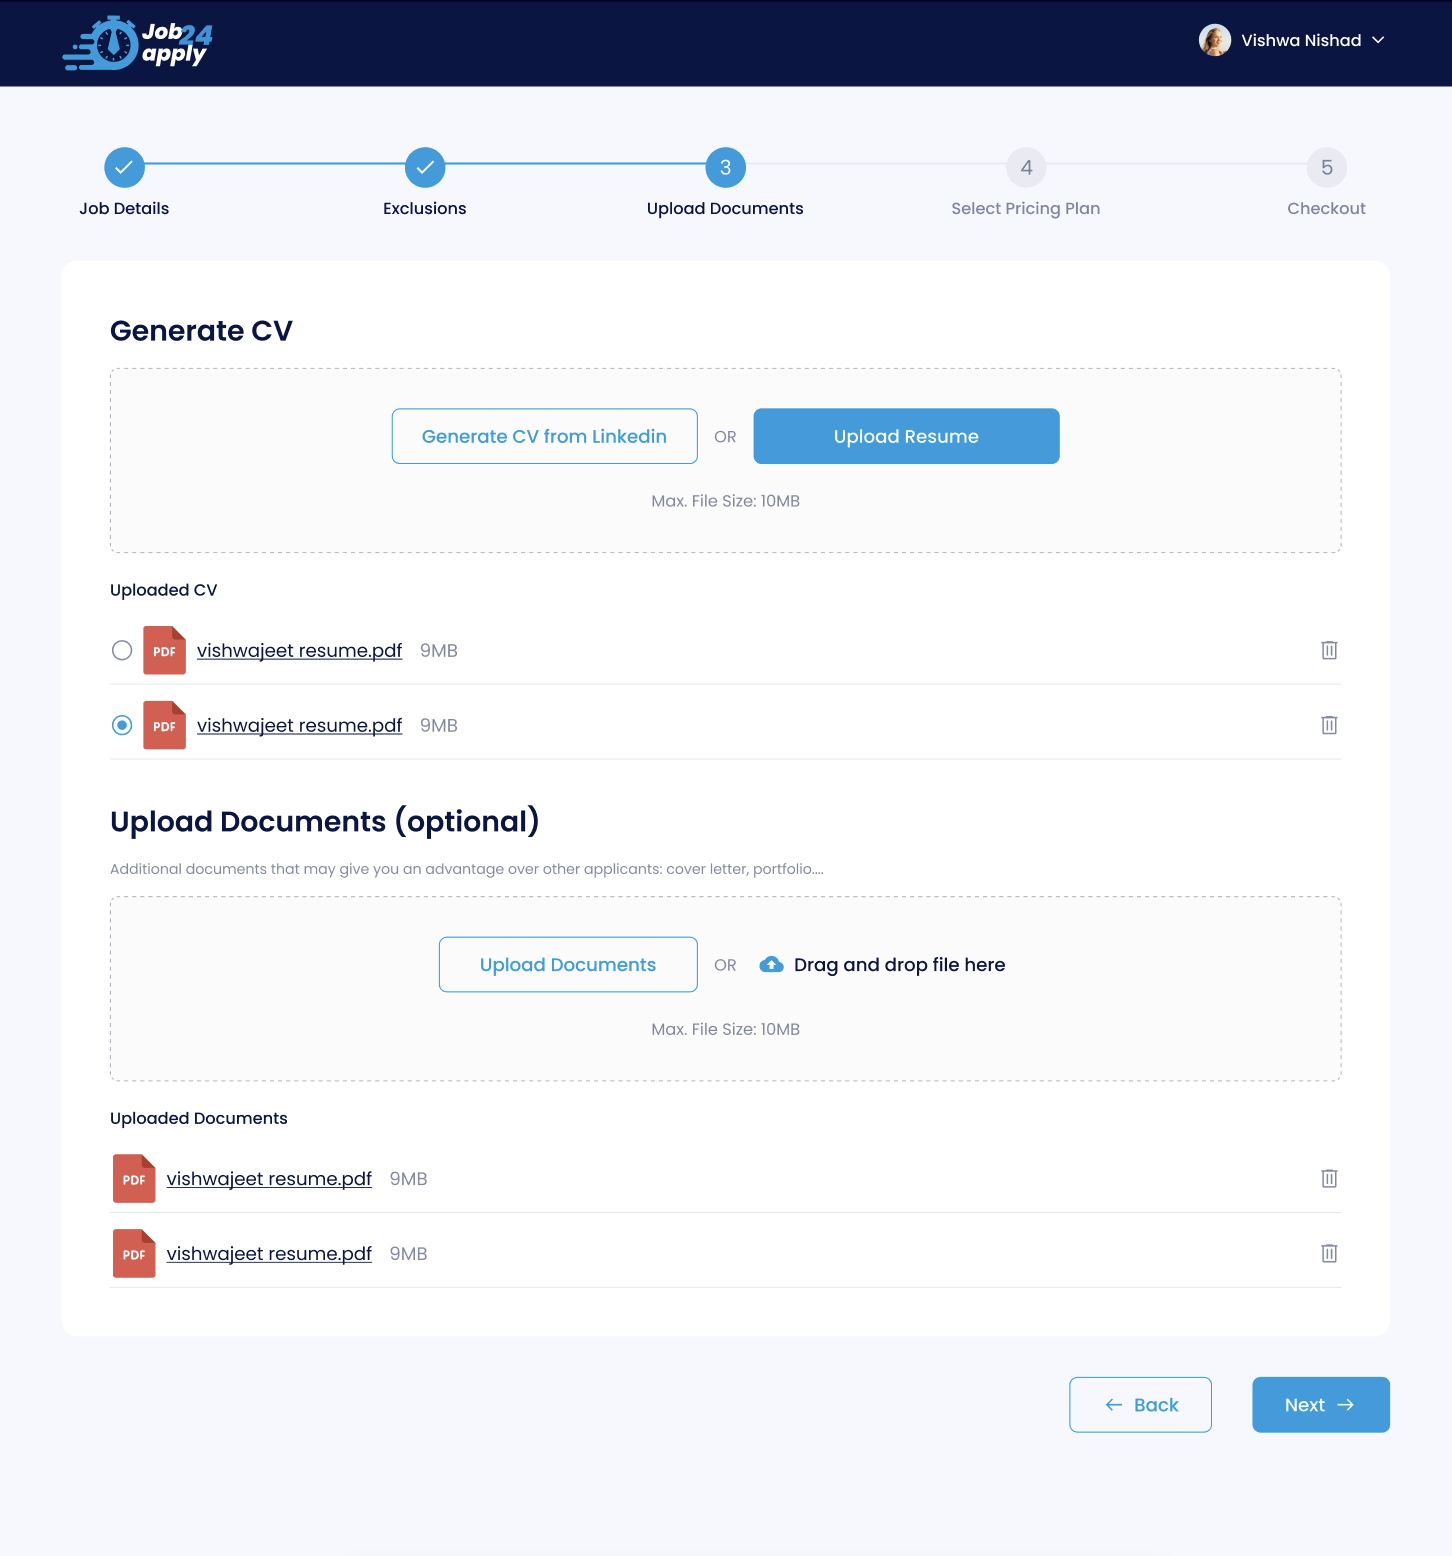 Job24
apply
Vishwa Nishad
3
4
5
Job Details
Exclusions
Upload Documents
Select Pricing Plan
Checkout
Generate CV
Generate CV from Linkedin
OR
Upload Resume
Max. File Size: 10MB
Uploaded CV
PDF vishwajeet resume.pdf 9MB
PDF vishwajeet resume.pdf 9MB
Upload Documents (optional)
Additional documents that may give you an advantage over other applicants: cover letter, portfolio....
Upload Documents
OR
Drag and drop file here
Max. File Size: 10MB
Uploaded Documents
PDF vishwajeet resume.pdf 9MB
PDF vishwajeet resume.pdf 9MB
Back
Next